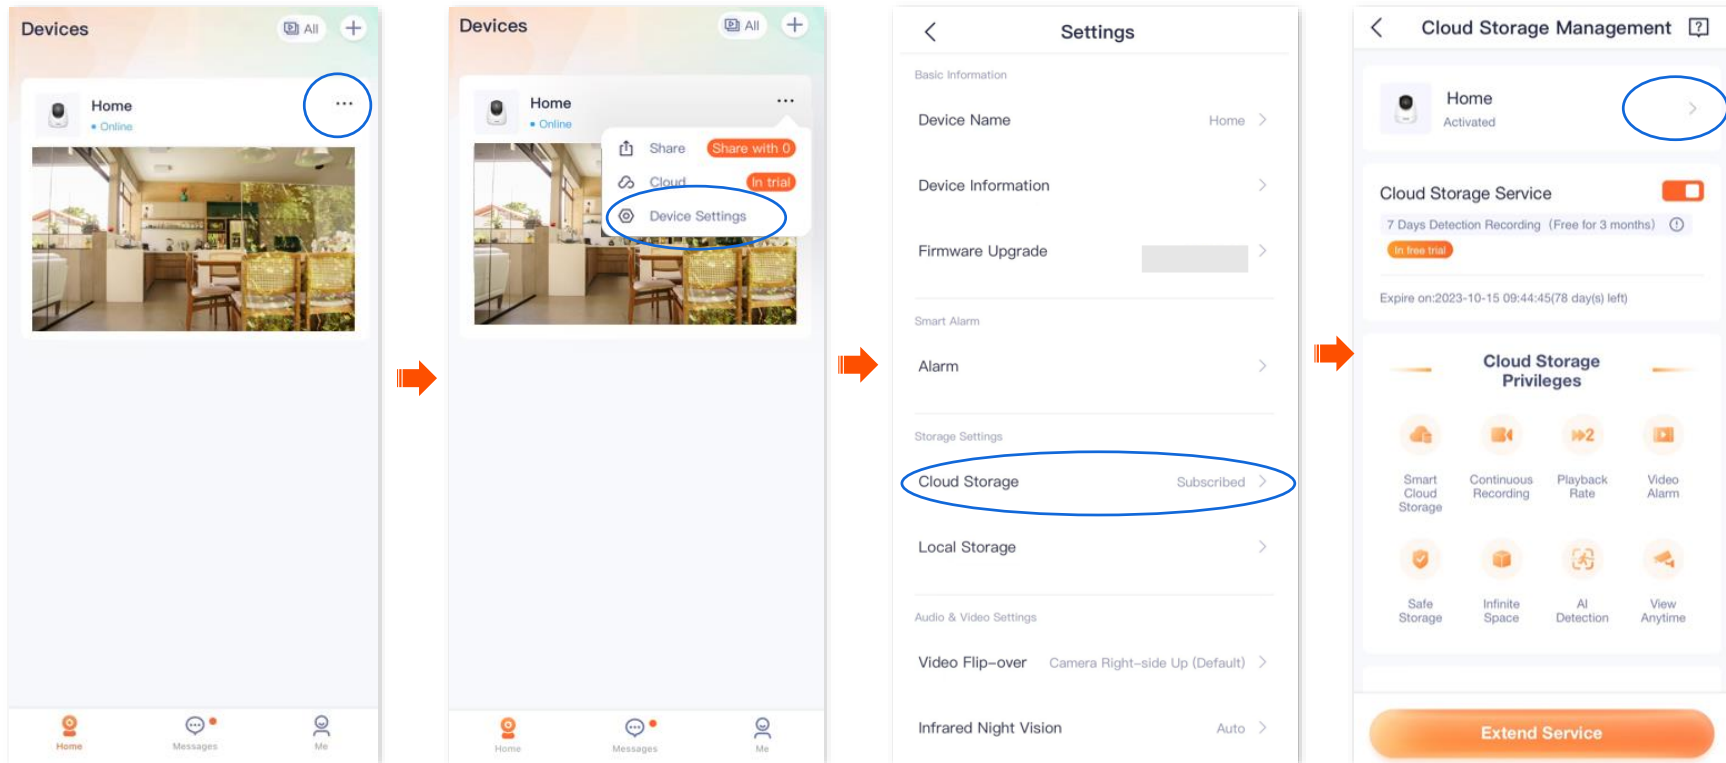 Devices
All
Home
Online
...
Home
Messages
Me
Devices
All
Home
Online
...
Share
Share with 0
Cloud
In trial
Device Settings
Home
Messages
Me
Settings
Basic Information
Device Name
Home
Device Information
Firmware Upgrade
Smart Alarm
Alarm
Storage Settings
Cloud Storage
Subscribed
Local Storage
Audio & Video Settings
Video Flip-over
Camera Right-side Up (Default)
Infrared Night Vision
Auto
Cloud Storage Management
Home
Activated
Cloud Storage Service
7 Days Detection Recording (Free for 3 months)
In free trial
Expire on:2023-10-15 09:44:45(78 day(s) left)
Cloud Storage
Privileges
2
Smart
Cloud
Storage
Continuous
Recording
Playback
Rate
Video
Alarm
Safe
Storage
Infinite
Space
AI
Detection
View
Anytime
Extend Service